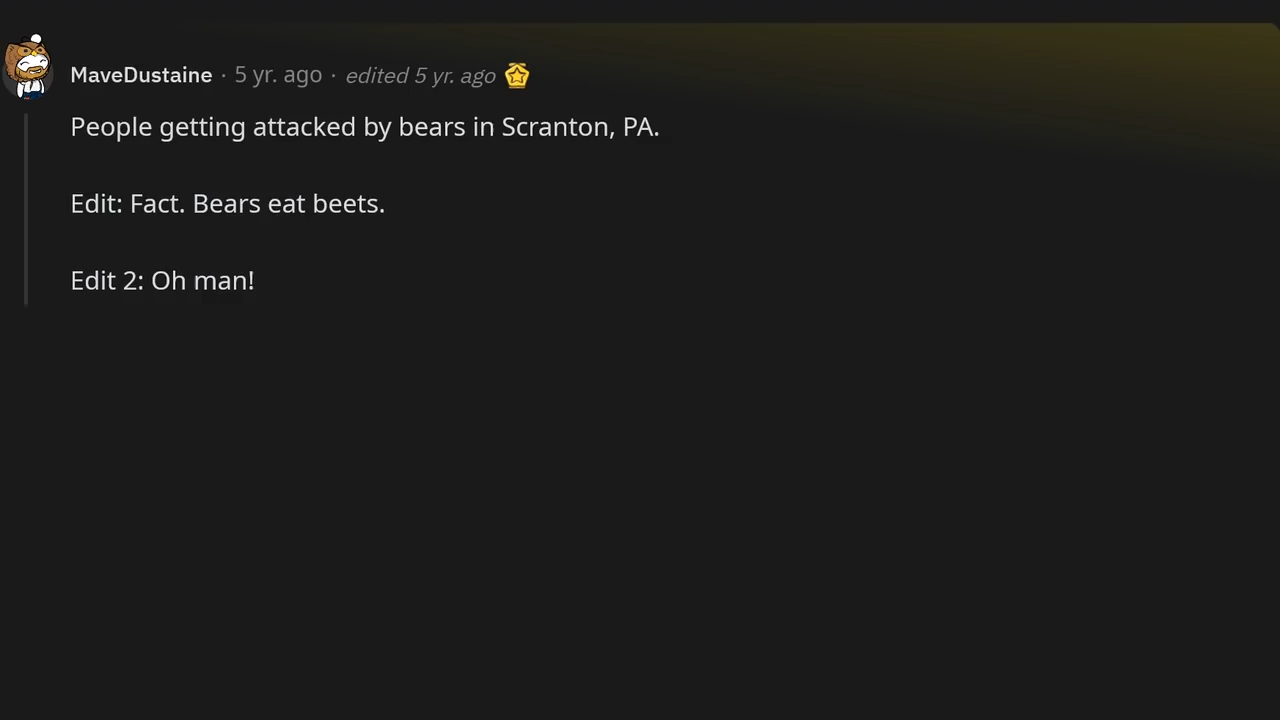 MaveDustaine · 5 yr. ago · edited 5 yr. ago
People getting attacked by bears in Scranton, PA.
Edit: Fact. Bears eat beets.
Edit 2: Oh man!